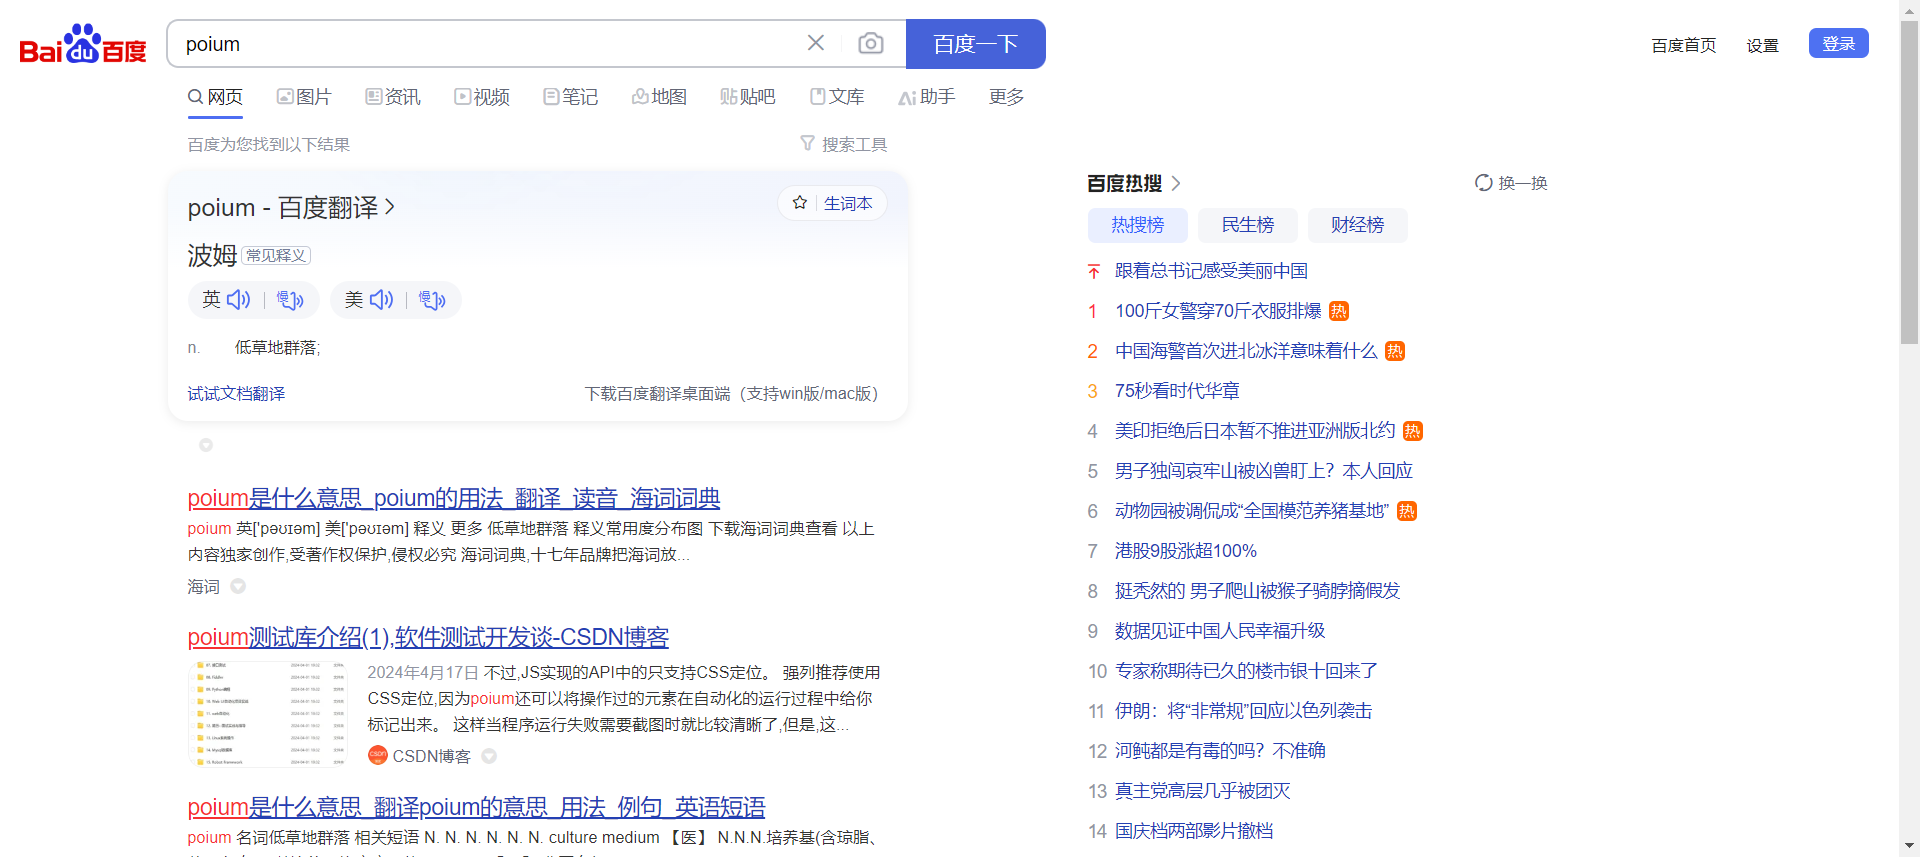 Bai du 百度
poium
百度一下
百度首页
设置
登录
网页
图片
资讯
视频
笔记
地图
贴吧
文库
助手
更多
百度为您找到以下结果
搜索工具
poium - 百度翻译
生词本
波姆 常见释义
英 慢 美 慢
n. 低草地群落;
试试文档翻译
下载百度翻译桌面端（支持win版/mac版）
poium是什么意思_poium的用法_翻译_读音_海词词典
poium 英['pəʊɪəm] 美['pəʊɪəm] 释义 更多 低草地群落 释义常用度分布图 下载海词词典查看 以上
内容独家创作,受著作权保护,侵权必究 海词词典,十七年品牌把海词放...
海词
poium测试库介绍(1),软件测试开发谈-CSDN博客
2024年4月17日 不过,JS实现的API中的只支持CSS定位。 强列推荐使用
CSS定位,因为poium还可以将操作过的元素在自动化的运行过程中给你
标记出来。 这样当程序运行失败需要截图时就比较清晰了,但是,这...
CSDN博客
poium是什么意思_翻译poium的意思_用法_例句_英语短语
poium 名词低草地群落 相关短语 N. N. N. N. N. N. culture medium 【医】 N.N.N.培养基(含琼脂、
百度热搜
换一换
热搜榜
民生榜
财经榜
跟着总书记感受美丽中国
1 100斤女警穿70斤衣服排爆 热
2 中国海警首次进北冰洋意味着什么 热
3 75秒看时代华章
4 美印拒绝后日本暂不推进亚洲版北约 热
5 男子独闯哀牢山被凶兽盯上？本人回应
6 动物园被调侃成“全国模范养猪基地” 热
7 港股9股涨超100%
8 挺秃然的 男子爬山被猴子骑脖摘假发
9 数据见证中国人民幸福升级
10 专家称期待已久的楼市银十回来了
11 伊朗：将“非常规”回应以色列袭击
12 河鲀都是有毒的吗？不准确
13 真主党高层几乎被团灭
14 国庆档两部影片撤档